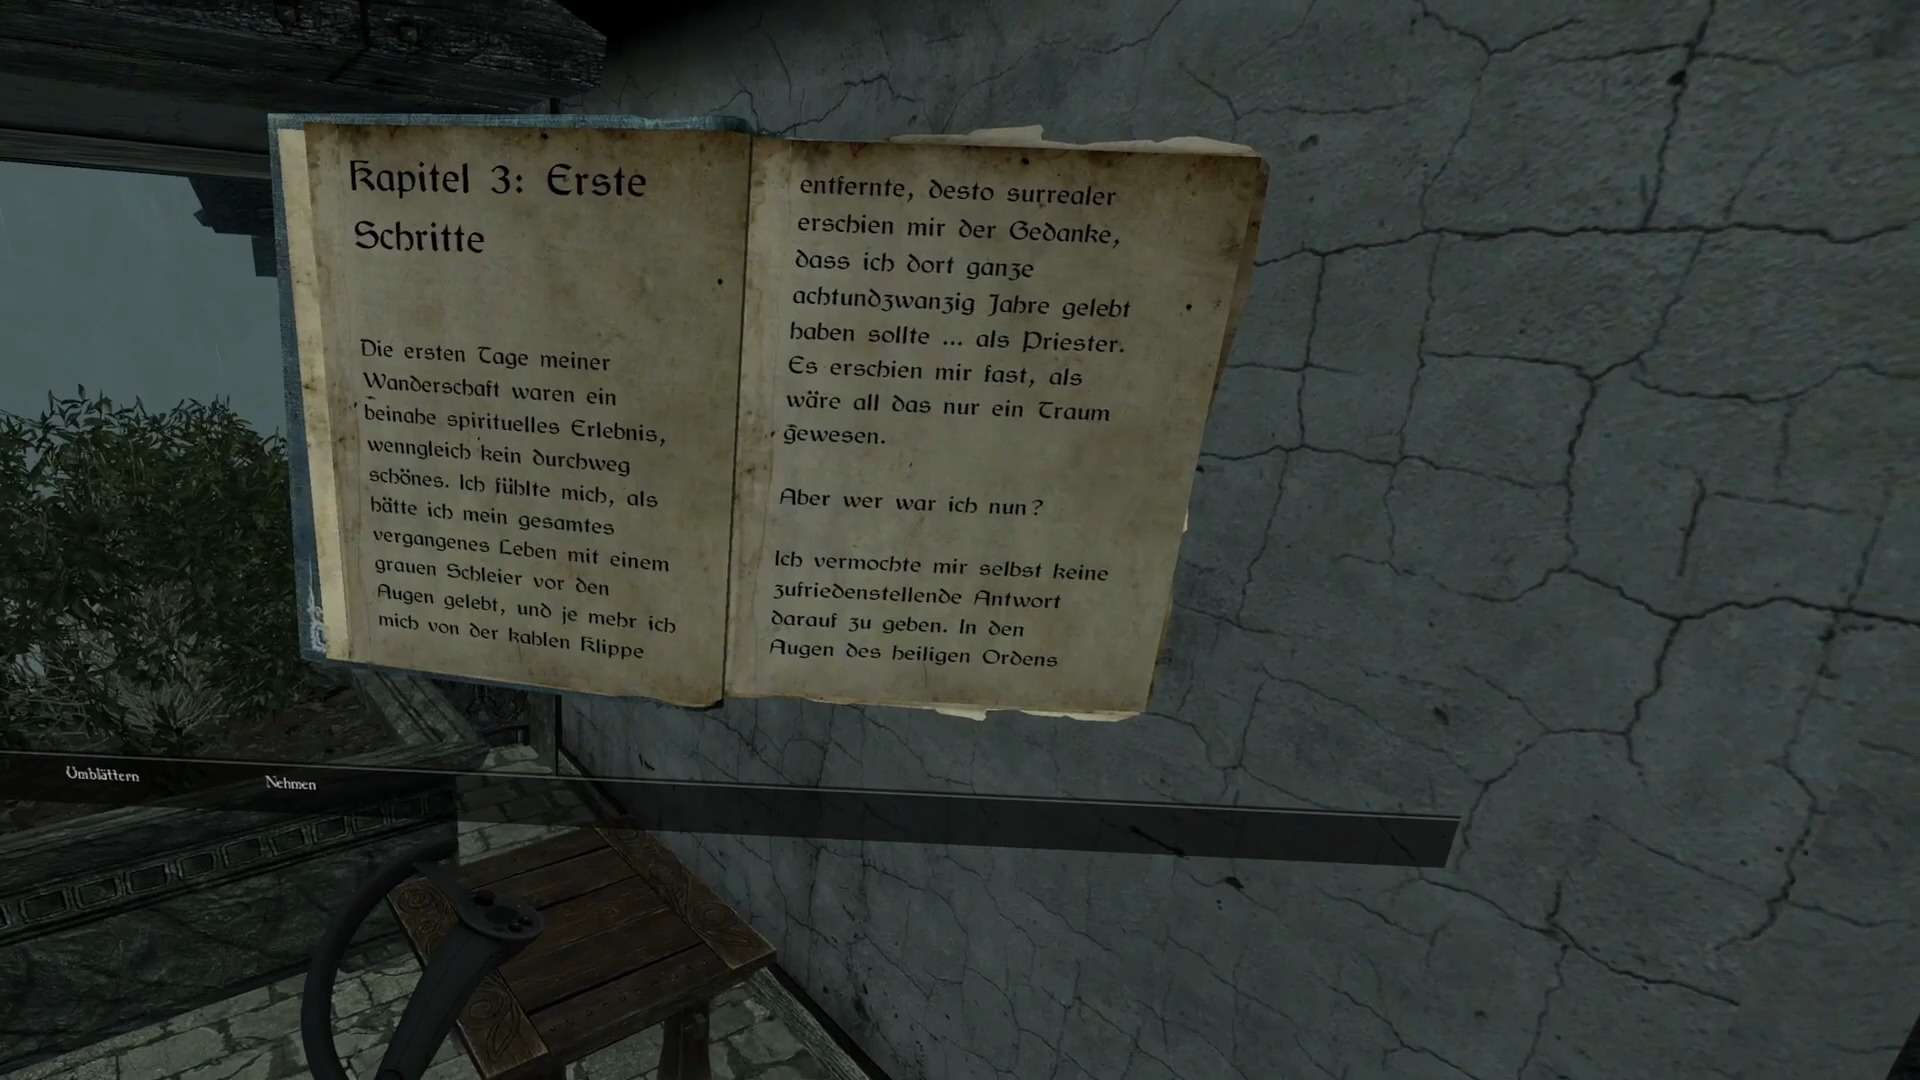 Kapitel 3: Erste
Schritte
Die ersten Tage meiner
Wanderschaft waren ein
beinahe spirituelles Erlebnis,
wenngleich kein durchweg
schönes. Ich fühlte mich, als
hätte ich mein gesamtes
vergangenes Leben mit einem
grauen Schleier vor den
Augen gelebt, und je mehr ich
mich von der kahlen Klippe
entfernte, desto surrealer
erschien mir der Gedanke,
dass ich dort ganze
achtundzwanzig Jahre gelebt
haben sollte ... als Priester.
Es erschien mir fast, als
wäre all das nur ein Traum
gewesen.
Aber wer war ich nun?
Ich vermochte mir selbst keine
zufriedenstellende Antwort
darauf zu geben. In den
Augen des heiligen Ordens
Umblättern
Nehmen